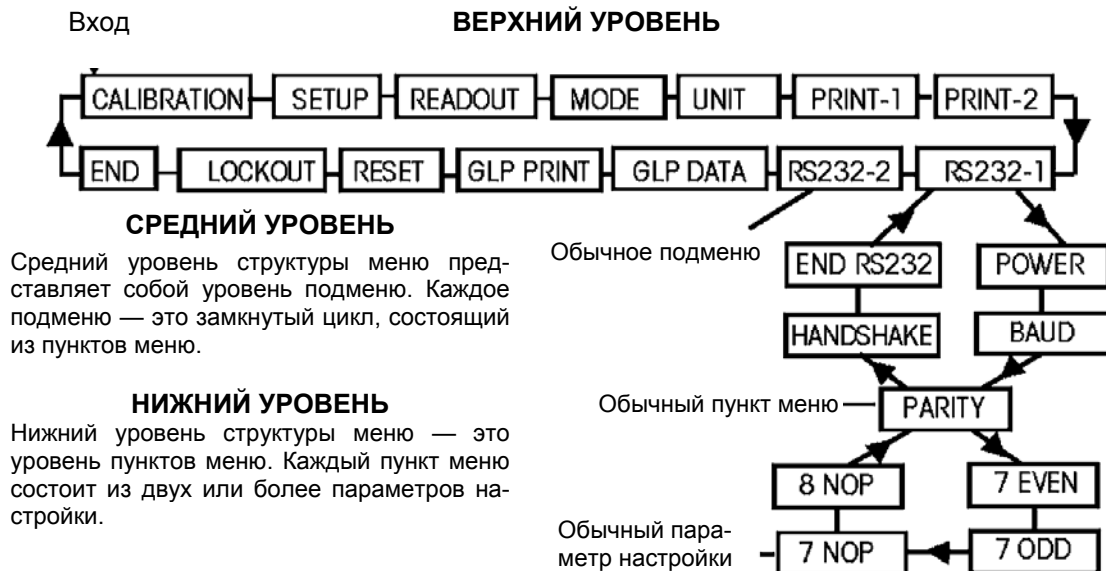 Вход
ВЕРХНИЙ УРОВЕНЬ
CALIBRATION SETUP READOUT MODE UNIT PRINT-1 PRINT-2
END LOCKOUT RESET GLP PRINT GLP DATA RS232-2 RS232-1
СРЕДНИЙ УРОВЕНЬ
Средний уровень структуры меню пред-
ставляет собой уровень подменю. Каждое
подменю — это замкнутый цикл, состоящий
из пунктов меню.
НИЖНИЙ УРОВЕНЬ
Нижний уровень структуры меню — это
уровень пунктов меню. Каждый пункт меню
состоит из двух или более параметров на-
стройки.
Обычное подменю
END RS232 POWER
HANDSHAKE BAUD
Обычный пункт меню
PARITY
8 NOP 7 EVEN
Обычный пара-
метр настройки
7 NOP 7 ODD